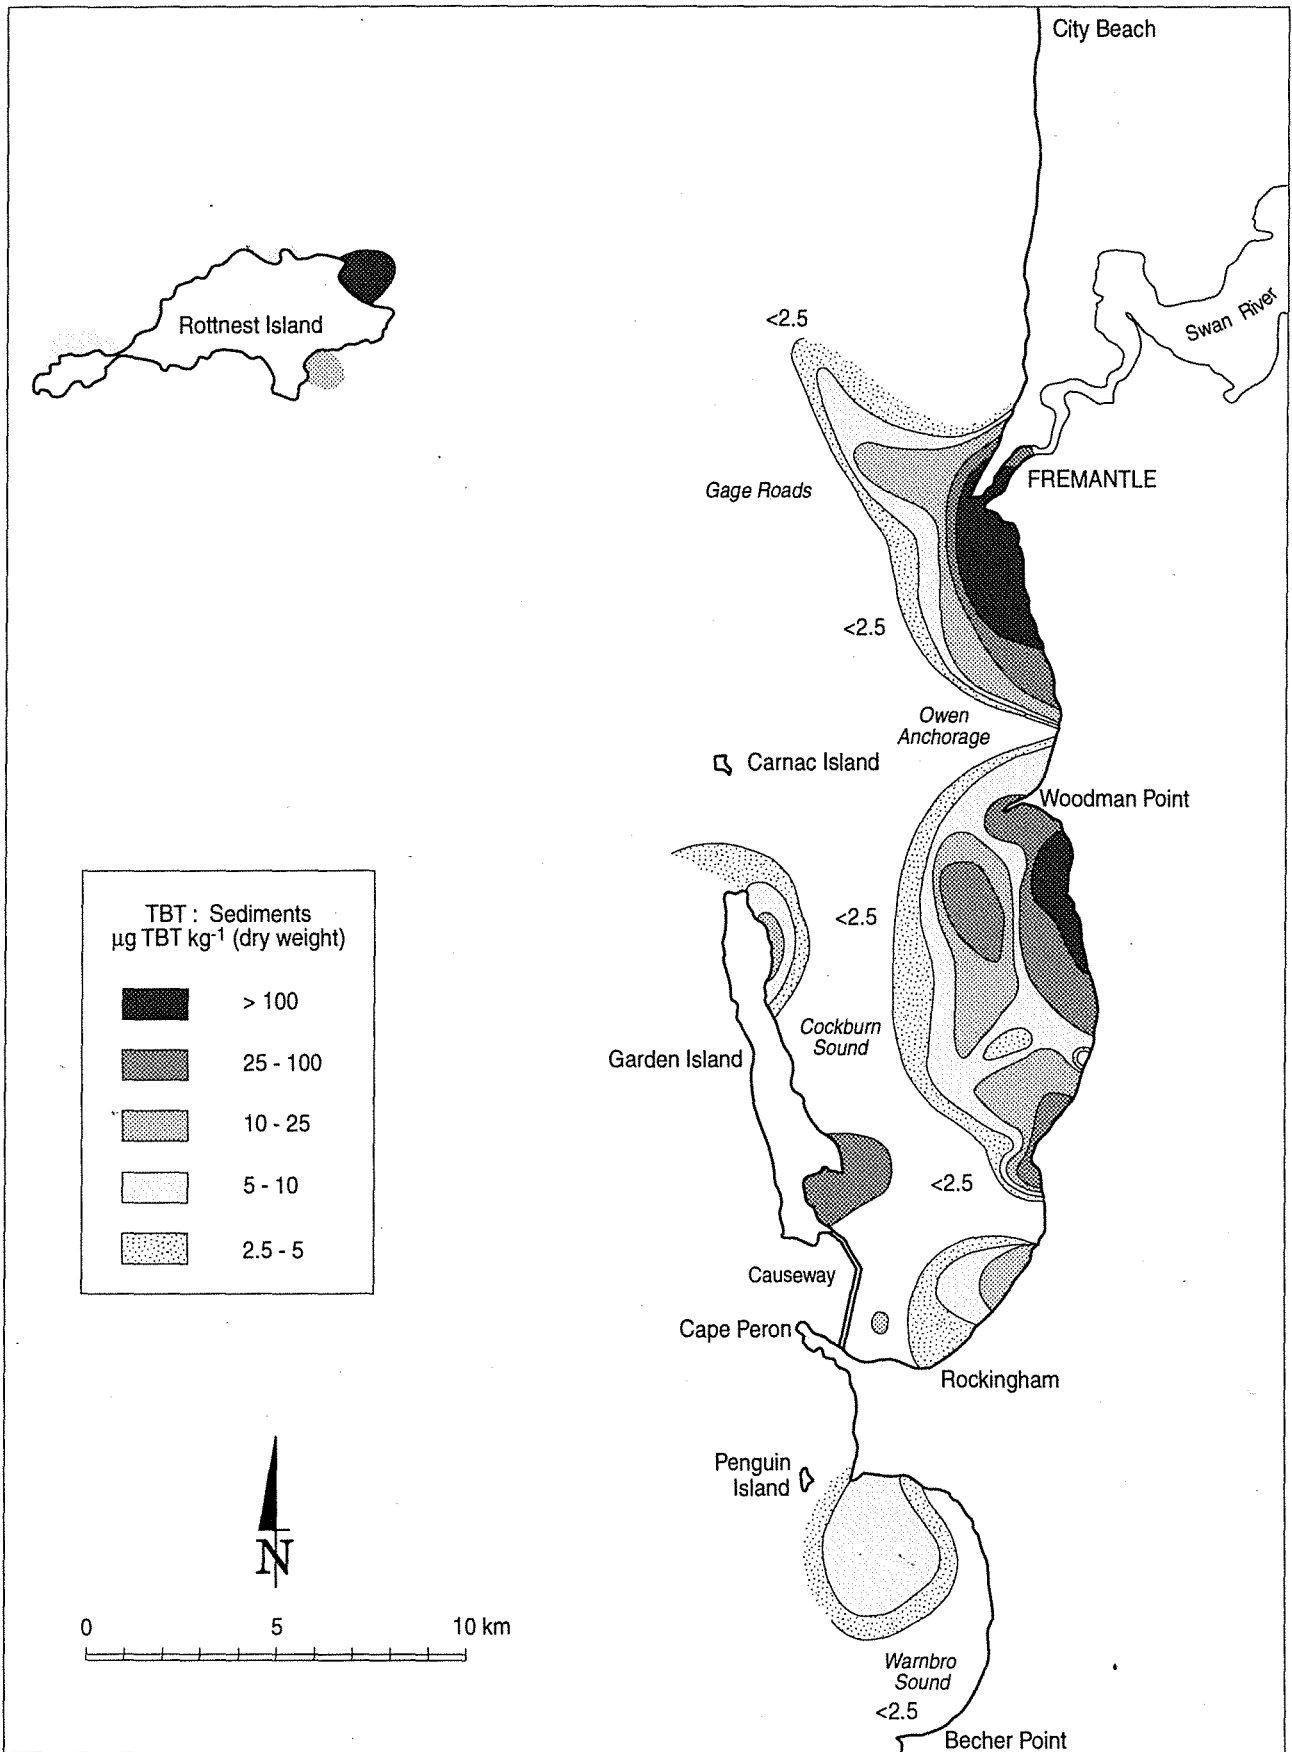 City Beach
Swan River
Rottnest Island
<2.5
FREMANTLE
Gage Roads
<2.5
Owen
Anchorage
Carnac Island
Woodman Point
TBT : Sediments
µg TBT kg-1 (dry weight)
> 100
25 - 100
10 - 25
5 - 10
2.5 - 5
<2.5
Cockburn
Sound
Garden Island
<2.5
Causeway
Cape Peron
Rockingham
Penguin
Island
N
0 5 10 km
Warnbro
Sound
<2.5
Becher Point